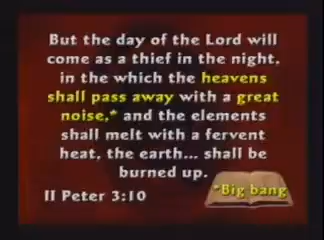 But the day of the Lord will
come as a thief in the night,
in the which the heavens
shall pass away with a great
noise,* and the elements
shall melt with a fervent
heat, the earth... shall be
burned up.
II Peter 3:10
*Big bang